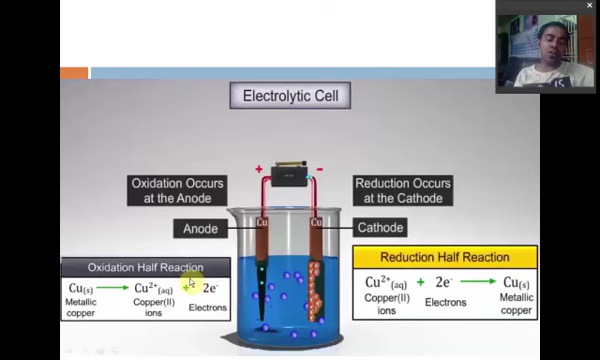 Electrolytic Cell
+ −
Oxidation Occurs
at the Anode
Reduction Occurs
at the Cathode
Anode
Cu
Cu
Cathode
Oxidation Half Reaction
Cu(s) → Cu²⁺(aq) + 2e⁻
Metallic
copper
Copper(II)
ions
Electrons
Reduction Half Reaction
Cu²⁺(aq) + 2e⁻ → Cu(s)
Copper(II)
ions
Electrons
Metallic
copper